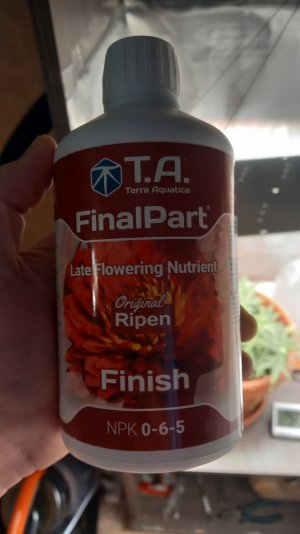 T.A.
Terra Aquatica
FinalPart®
Late Flowering Nutrient
Original
Ripen
Finish
NPK 0-6-5